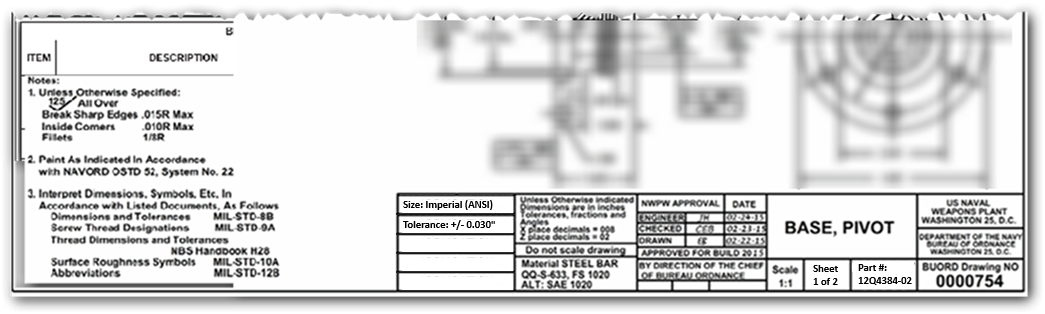 ITEM
DESCRIPTION
Notes:
1. Unless Otherwise Specified:
125 All Over
Break Sharp Edges .015R Max
Inside Corners .010R Max
Fillets 1/8R
2. Paint As Indicated In Accordance
with NAVORD OSTD 52, System No. 22
3. Interpret Dimensions, Symbols, Etc. In
Accordance with Listed Documents, As Follows
Dimensions and Tolerances MIL-STD-8B
Screw Thread Designations MIL-STD-9A
Thread Dimensions and Tolerances
NBS Handbook H28
Surface Roughness Symbols MIL-STD-10A
Abbreviations MIL-STD-12B
Size: Imperial (ANSI)
Tolerance: +/- 0.030"
Unless Otherwise indicated
Dimensions are in inches
Tolerances, fractions and
Angles
X place decimals = 008
Z place decimals = 02
Do not scale drawing
Material STEEL BAR
QQ-S-633, FS 1020
ALT: SAE 1020
NWPW APPROVAL DATE
ENGINEER JH 02-24-15
CHECKED CEB 02-23-15
DRAWN 02-22-15
APPROVED FOR BUILD 2015
BY DIRECTION OF THE CHIEF
OF BUREAU ORDNANCE
BASE, PIVOT
Scale
1:1
Sheet
1 of 2
Part #:
12Q4384-02
US NAVAL
WEAPONS PLANT
WASHINGTON 25, D.C.
DEPARTMENT OF THE NAVY
BUREAU OF ORDNANCE
WASHINGTON 25, D.C.
BUORD Drawing NO
0000754